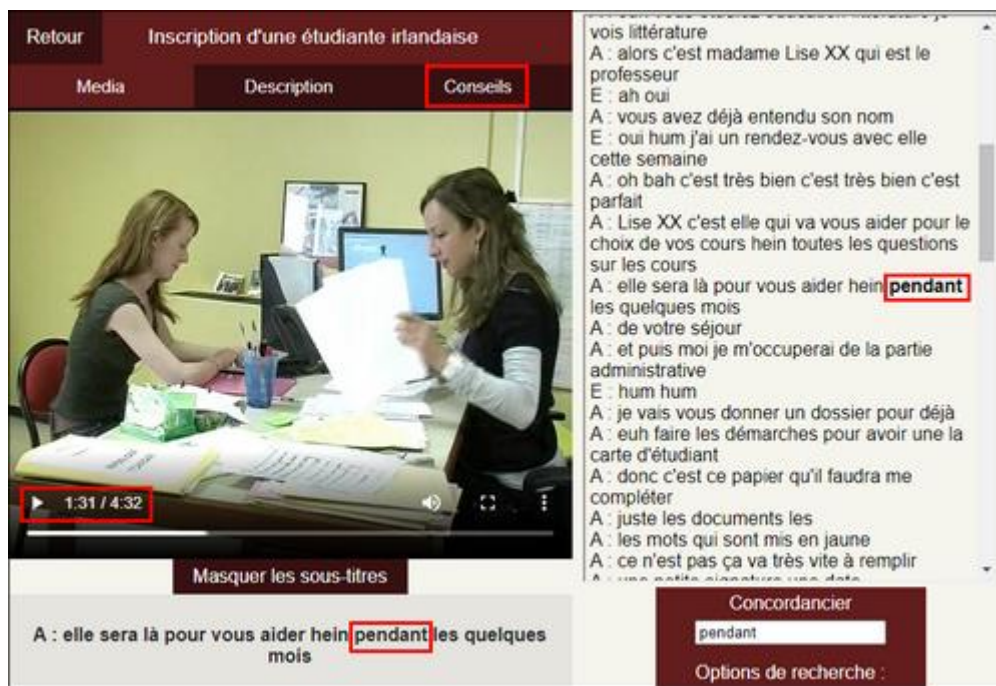 Retour
Inscription d'une étudiante irlandaise
Media
Description
Conseils
1:31 / 4:32
Masquer les sous-titres
A : elle sera là pour vous aider hein pendant les quelques
mois
vois littérature
A : alors c'est madame Lise XX qui est le
professeur
E : ah oui
A : vous avez déjà entendu son nom
E : oui hum j'ai un rendez-vous avec elle
cette semaine
A : oh bah c'est très bien c'est très bien c'est
parfait
A : Lise XX c'est elle qui va vous aider pour le
choix de vos cours hein toutes les questions
sur les cours
A : elle sera là pour vous aider hein pendant
les quelques mois
A : de votre séjour
A : et puis moi je m'occuperai de la partie
administrative
E : hum hum
A : je vais vous donner un dossier pour déjà
A : euh faire les démarches pour avoir une la
carte d'étudiant
A : donc c'est ce papier qu'il faudra me
compléter
A : juste les documents les
A : les mots qui sont mis en jaune
A : ce n'est pas ça va très vite à remplir
A : une petite signature une date
Concordancier
pendant
Options de recherche :